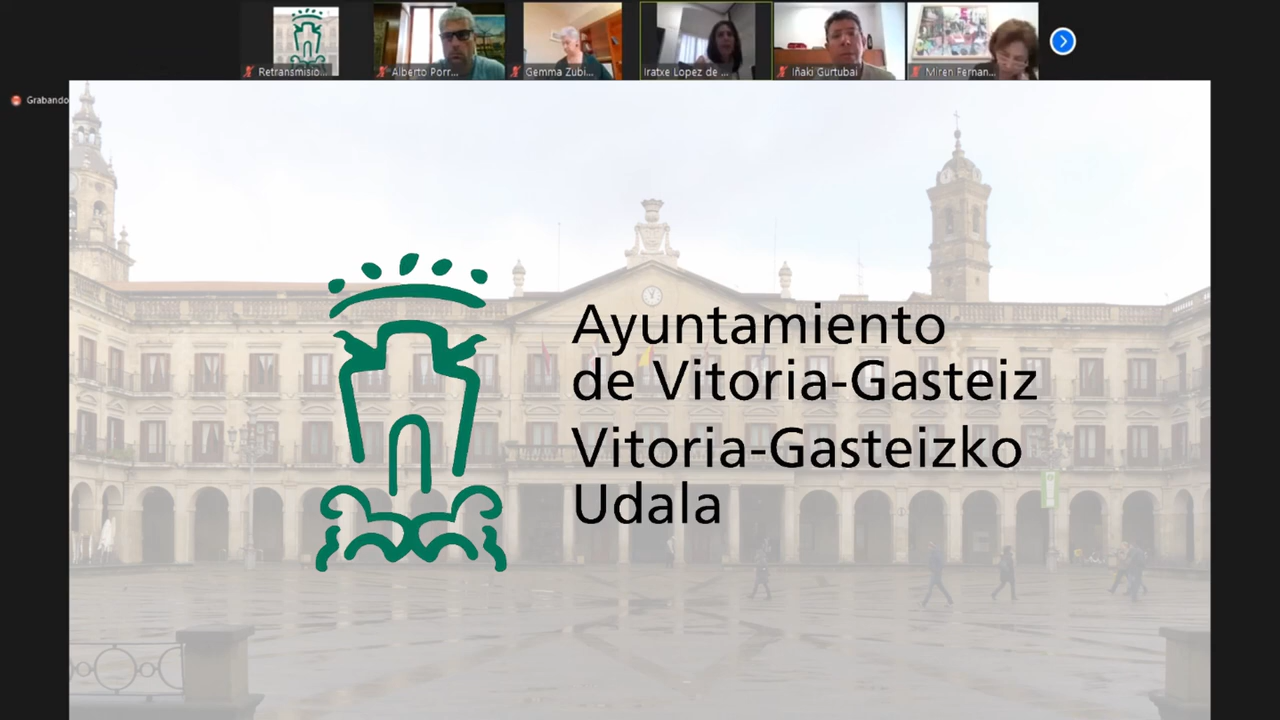 Retransmisio...
Alberto Porr...
Gemma Zubi...
Iratxe Lopez de ...
Iñaki Gurtubai
Miren Fernan...
Grabando
Ayuntamiento
de Vitoria-Gasteiz
Vitoria-Gasteizko
Udala